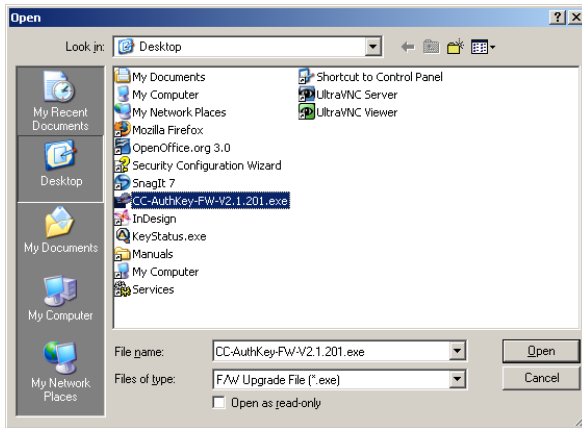 Open
Look in: Desktop
My Recent Documents
Desktop
My Documents
My Computer
My Network Places
My Documents
My Computer
My Network Places
Mozilla Firefox
OpenOffice.org 3.0
Security Configuration Wizard
SnagIt 7
CC-AuthKey-FW-V2.1.201.exe
InDesign
KeyStatus.exe
Manuals
My Computer
Services
Shortcut to Control Panel
UltraVNC Server
UltraVNC Viewer
File name: CC-AuthKey-FW-V2.1.201.exe Open
Files of type: F/W Upgrade File (*.exe) Cancel
Open as read-only